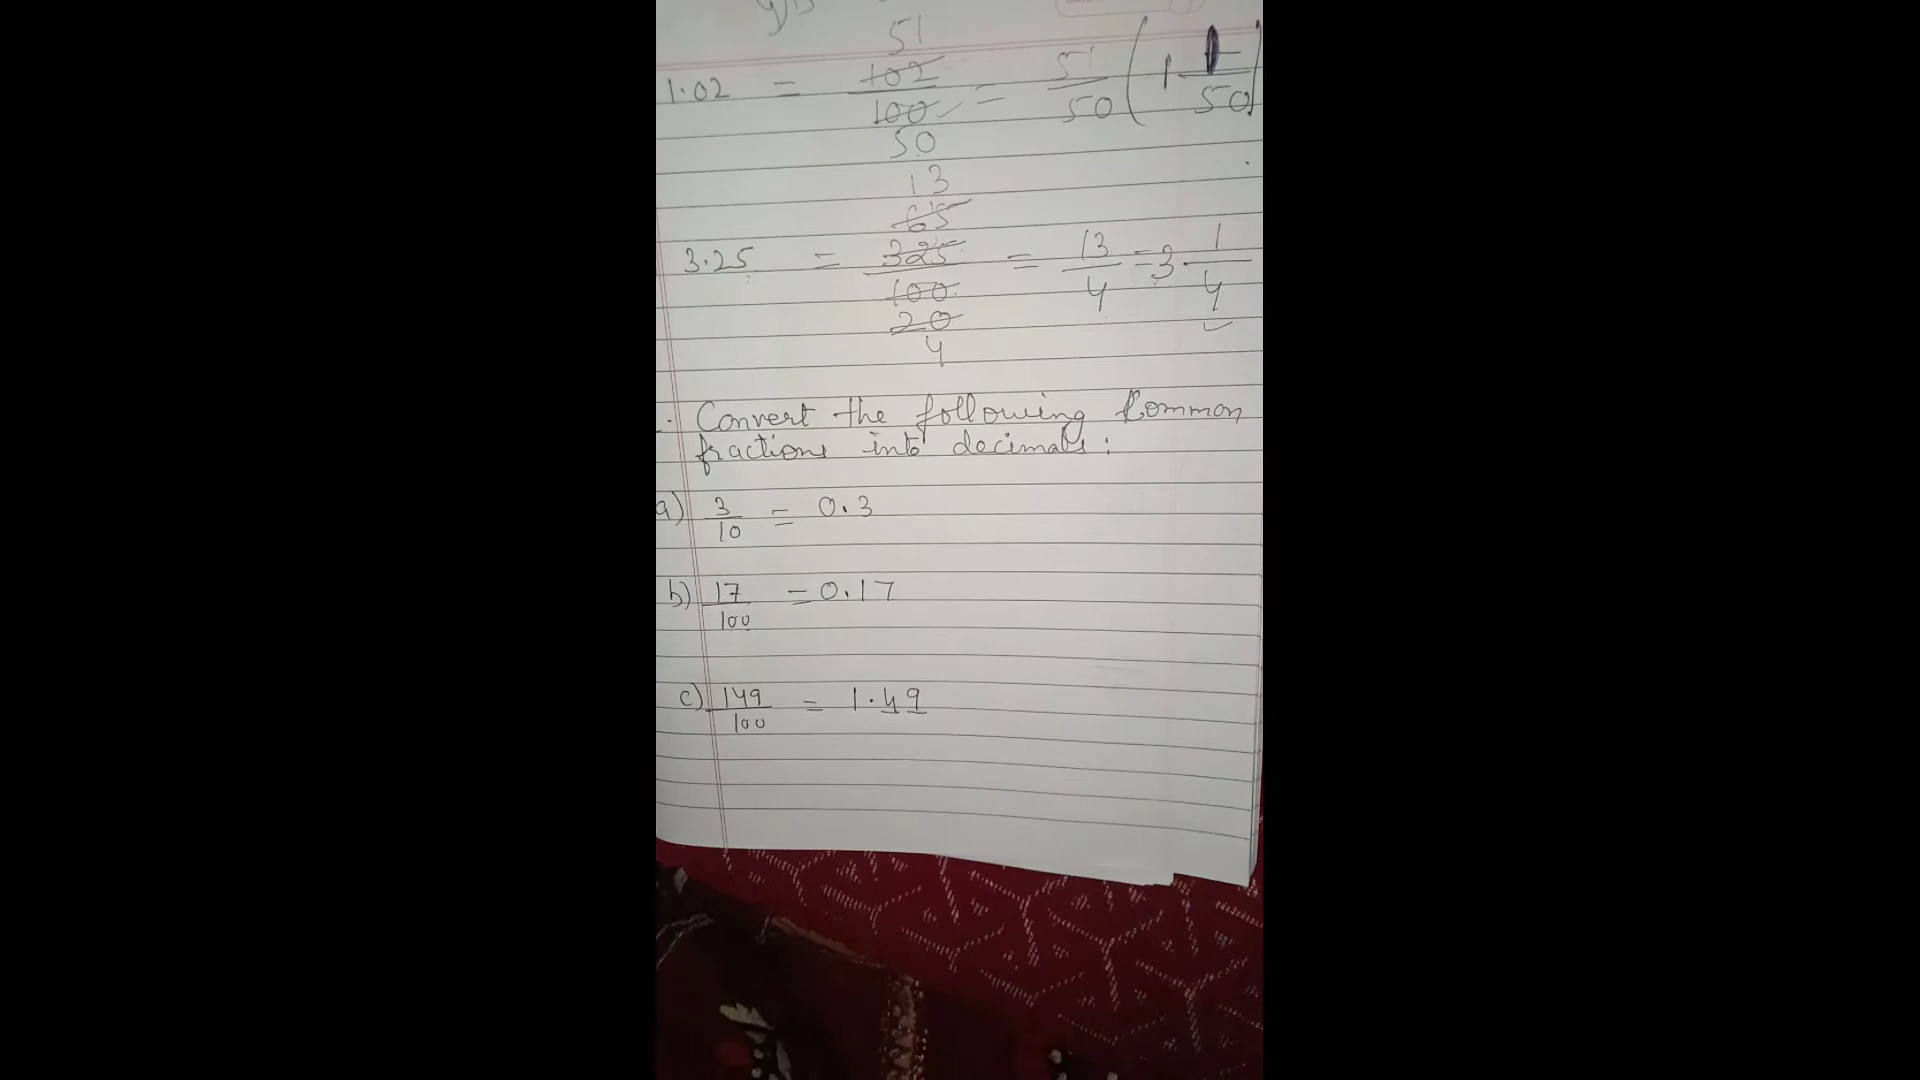 51
1.02 = 102/100 = 51/50 (1 1/50)
50
13
65
3.25 = 325/100 = 13/4 = 3 1/4
20
4
Convert the following Common
fractions into decimals:
a) 3/10 = 0.3
b) 17/100 = 0.17
c) 149/100 = 1.49